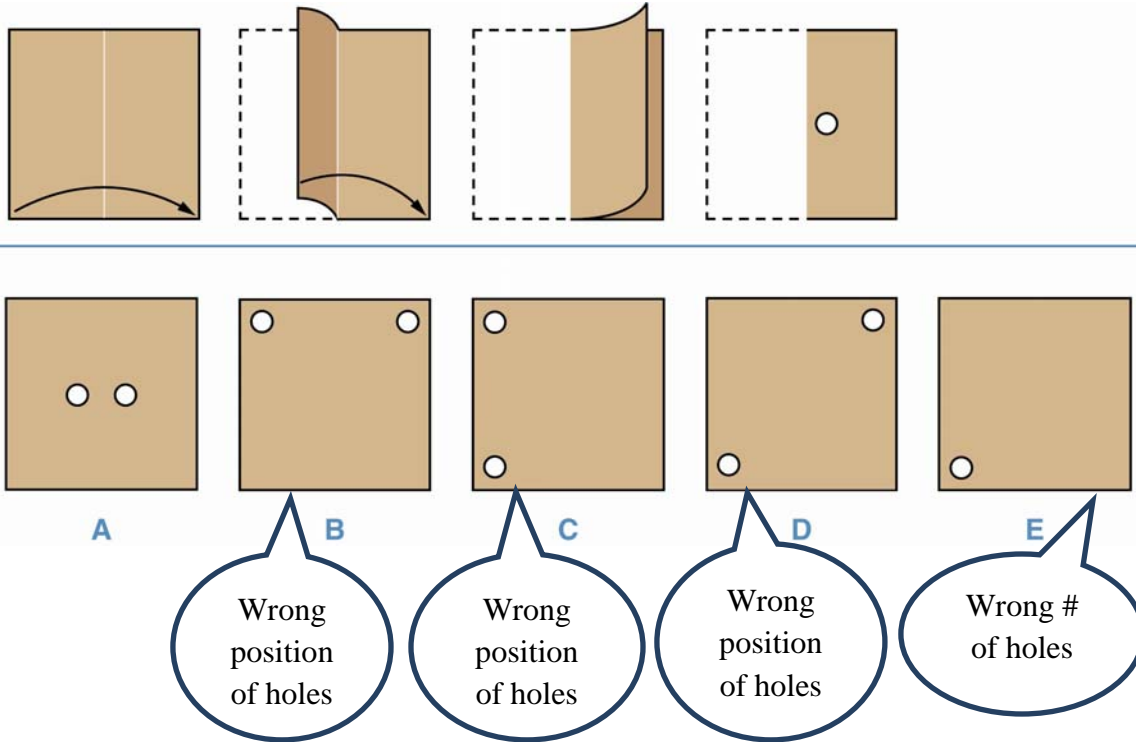 A
B
C
D
E
Wrong
position
of holes
Wrong
position
of holes
Wrong
position
of holes
Wrong #
of holes